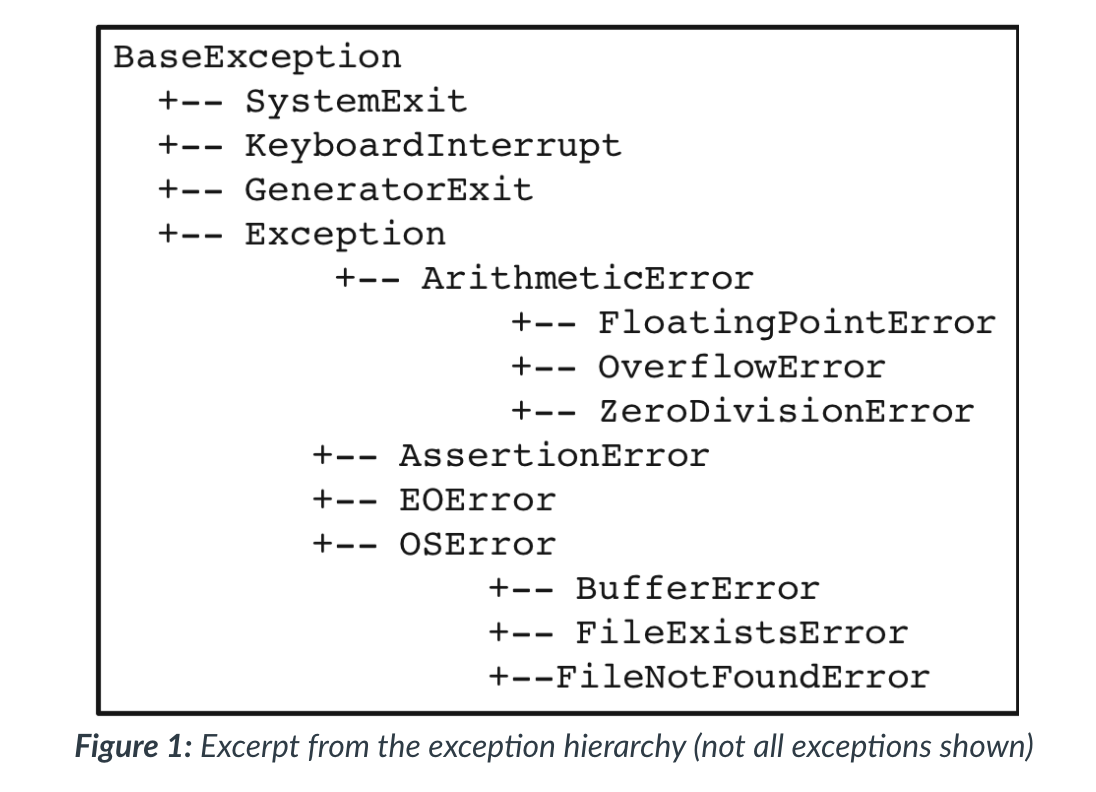 BaseException
+-- SystemExit
+-- KeyboardInterrupt
+-- GeneratorExit
+-- Exception
+-- ArithmeticError
+-- FloatingPointError
+-- OverflowError
+-- ZeroDivisionError
+-- AssertionError
+-- EOError
+-- OSError
+-- BufferError
+-- FileExistsError
+--FileNotFoundError
Figure 1: Excerpt from the exception hierarchy (not all exceptions shown)